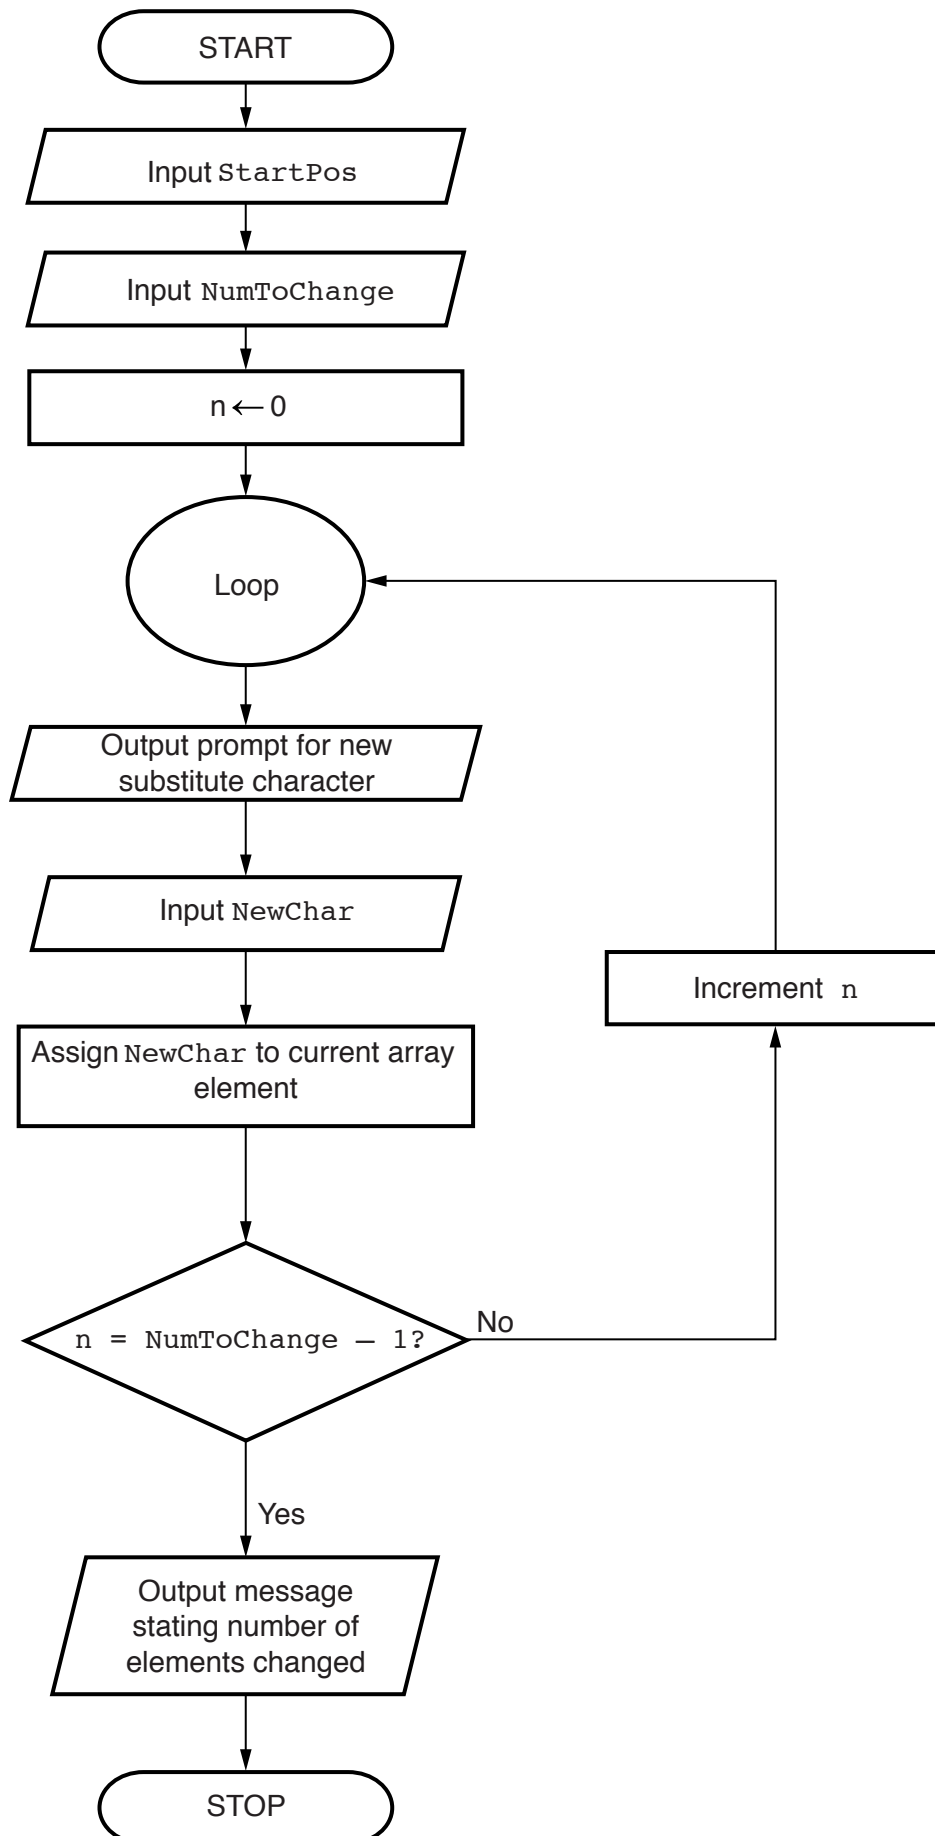 START
Input StartPos
Input NumToChange
n ← 0
Loop
Output prompt for new
substitute character
Input NewChar
Assign NewChar to current array
element
Increment n
n = NumToChange – 1?
No
Yes
Output message
stating number of
elements changed
STOP